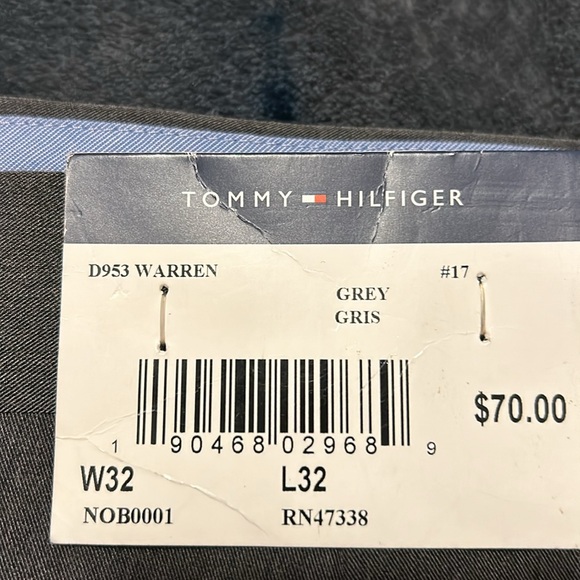 TOMMY HILFIGER
D953 WARREN #17
GREY
GRIS
$70.00
1 90468 02968 9
W32 L32
NOB0001 RN47338